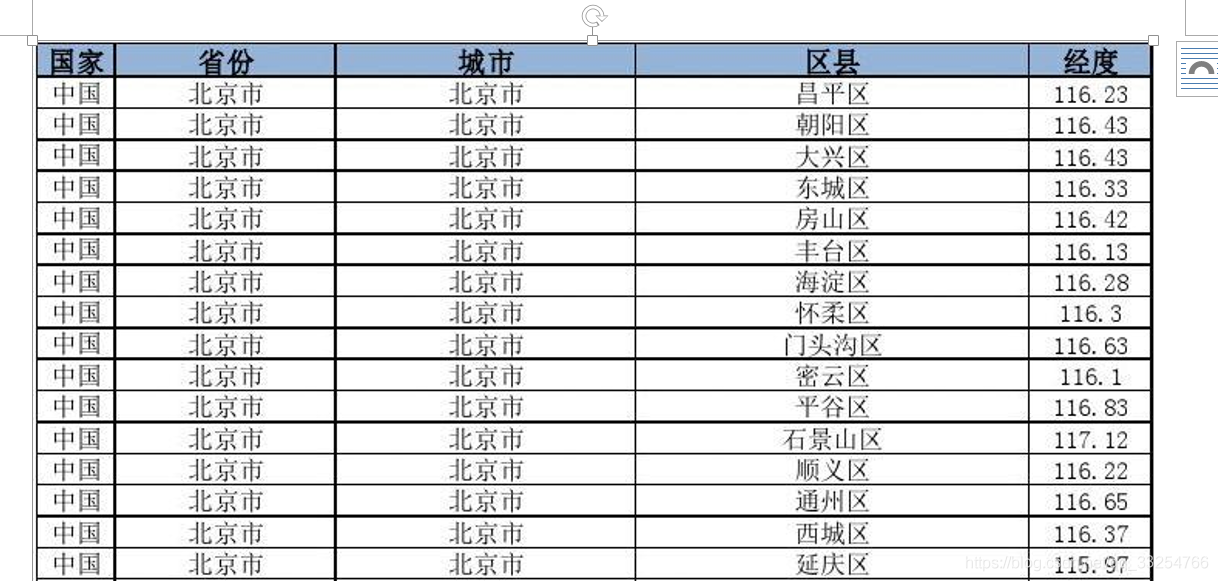 国家 省份 城市 区县 经度
中国 北京市 北京市 昌平区 116.23
中国 北京市 北京市 朝阳区 116.43
中国 北京市 北京市 大兴区 116.43
中国 北京市 北京市 东城区 116.33
中国 北京市 北京市 房山区 116.42
中国 北京市 北京市 丰台区 116.13
中国 北京市 北京市 海淀区 116.28
中国 北京市 北京市 怀柔区 116.3
中国 北京市 北京市 门头沟区 116.63
中国 北京市 北京市 密云区 116.1
中国 北京市 北京市 平谷区 116.83
中国 北京市 北京市 石景山区 117.12
中国 北京市 北京市 顺义区 116.22
中国 北京市 北京市 通州区 116.65
中国 北京市 北京市 西城区 116.37
中国 北京市 北京市 延庆区 115.97